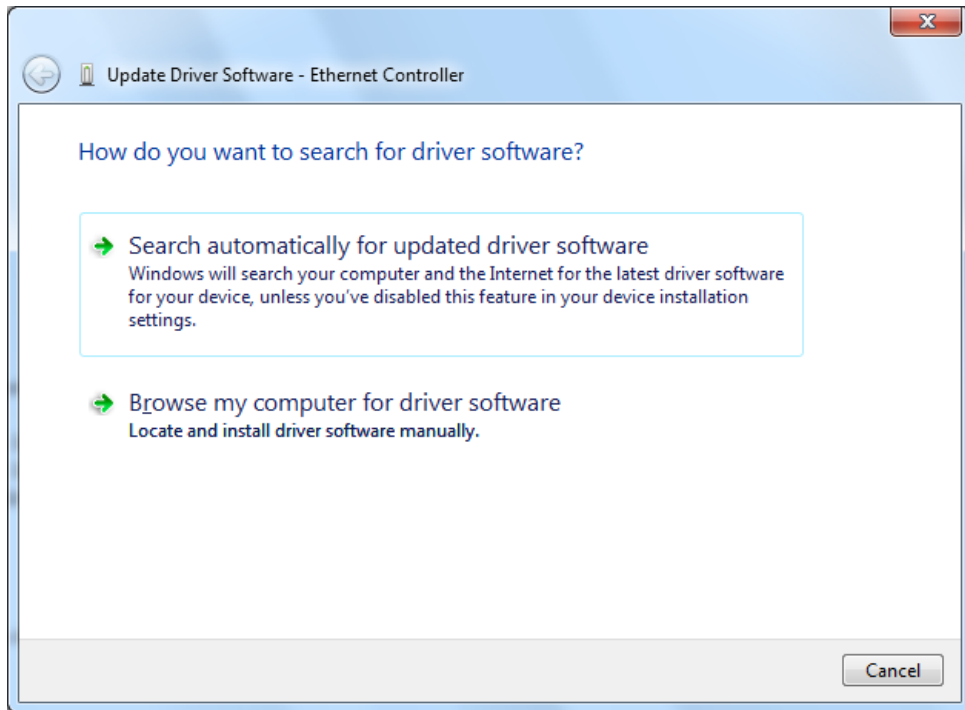 Update Driver Software - Ethernet Controller
How do you want to search for driver software?
Search automatically for updated driver software
Windows will search your computer and the Internet for the latest driver software
for your device, unless you've disabled this feature in your device installation
settings.
Browse my computer for driver software
Locate and install driver software manually.
Cancel